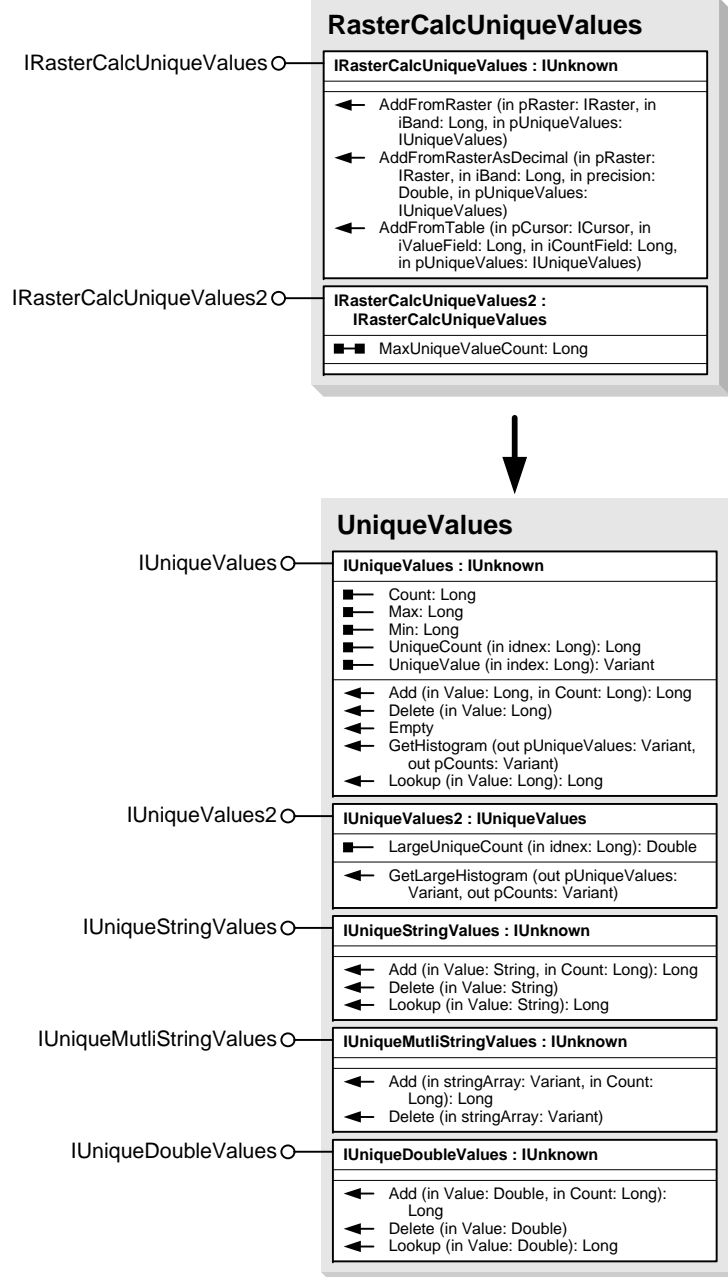 RasterCalcUniqueValues
IRasterCalcUniqueValues
IRasterCalcUniqueValues : IUnknown
AddFromRaster (in pRaster: IRaster, in
iBand: Long, in pUniqueValues:
IUniqueValues)
AddFromRasterAsDecimal (in pRaster:
IRaster, in iBand: Long, in precision:
Double, in pUniqueValues:
IUniqueValues)
AddFromTable (in pCursor: ICursor, in
iValueField: Long, in iCountField: Long,
in pUniqueValues: IUniqueValues)
IRasterCalcUniqueValues2
IRasterCalcUniqueValues2 :
IRasterCalcUniqueValues
MaxUniqueValueCount: Long
UniqueValues
IUniqueValues
IUniqueValues : IUnknown
Count: Long
Max: Long
Min: Long
UniqueCount (in idnex: Long): Long
UniqueValue (in index: Long): Variant
Add (in Value: Long, in Count: Long): Long
Delete (in Value: Long)
Empty
GetHistogram (out pUniqueValues: Variant,
out pCounts: Variant)
Lookup (in Value: Long): Long
IUniqueValues2
IUniqueValues2 : IUniqueValues
LargeUniqueCount (in idnex: Long): Double
GetLargeHistogram (out pUniqueValues:
Variant, out pCounts: Variant)
IUniqueStringValues
IUniqueStringValues : IUnknown
Add (in Value: String, in Count: Long): Long
Delete (in Value: String)
Lookup (in Value: String): Long
IUniqueMutliStringValues
IUniqueMutliStringValues : IUnknown
Add (in stringArray: Variant, in Count:
Long): Long
Delete (in stringArray: Variant)
IUniqueDoubleValues
IUniqueDoubleValues : IUnknown
Add (in Value: Double, in Count: Long):
Long
Delete (in Value: Double)
Lookup (in Value: Double): Long